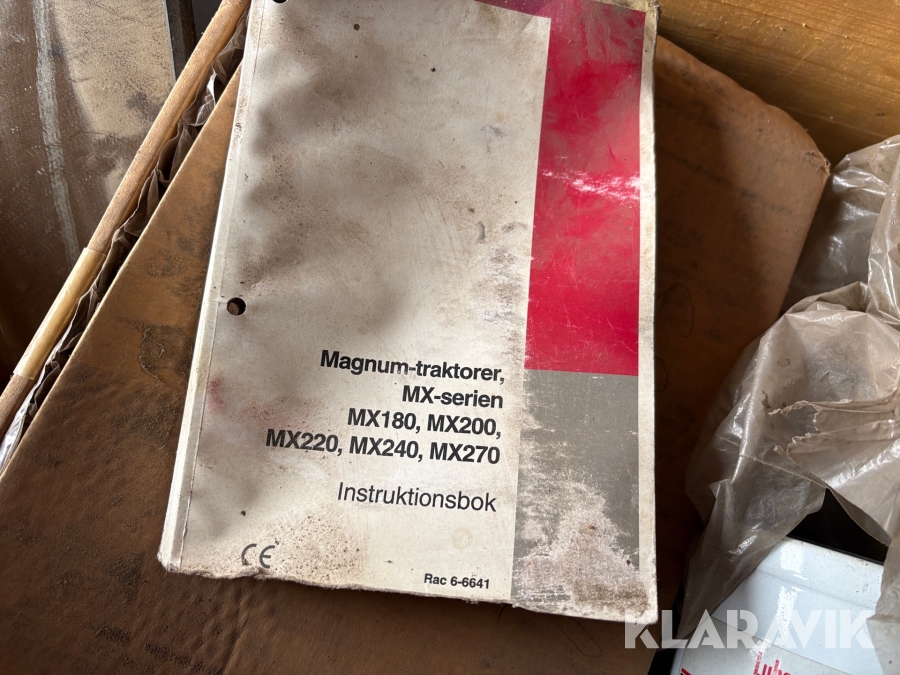 Magnum-traktorer,
MX-serien
MX180, MX200,
MX220, MX240, MX270
Instruktionsbok
CE
Rac 6-6641
KLARAVIK